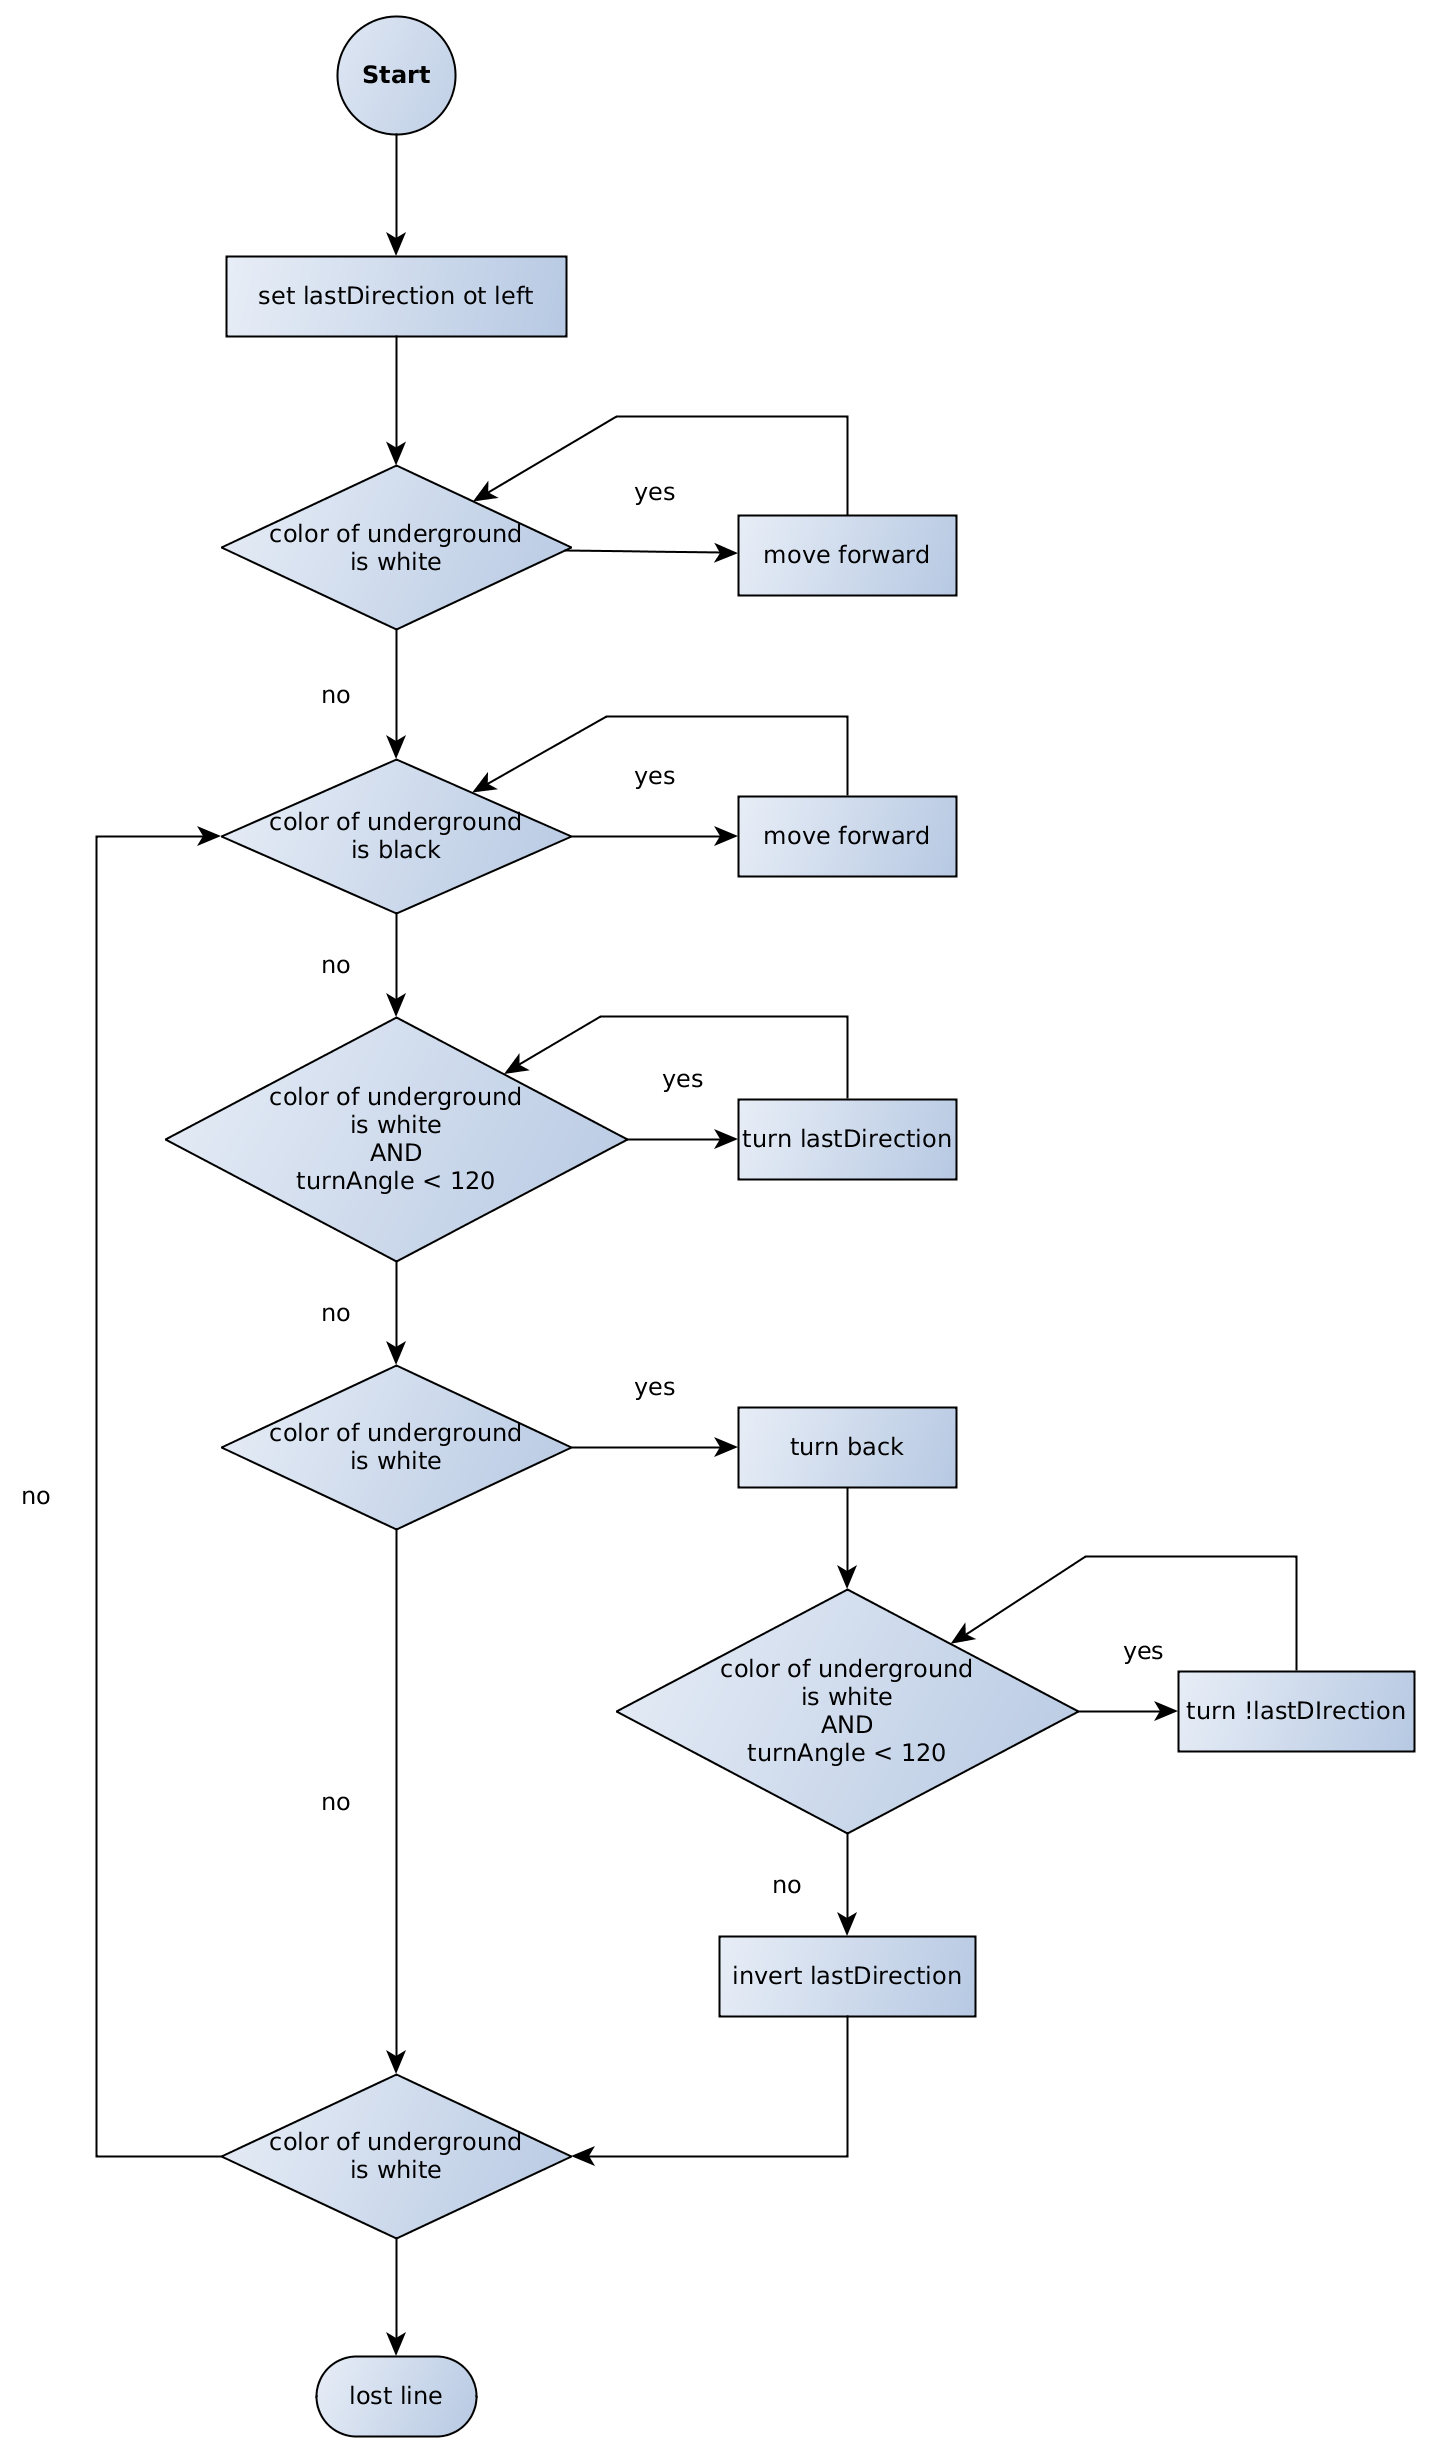 Start
set lastDirection ot left
color of underground
is white
yes
move forward
no
color of underground
is black
yes
move forward
no
color of underground
is white
AND
turnAngle < 120
yes
turn lastDirection
no
color of underground
is white
yes
turn back
no
color of underground
is white
AND
turnAngle < 120
yes
turn !lastDIrection
no
no
invert lastDirection
color of underground
is white
lost line